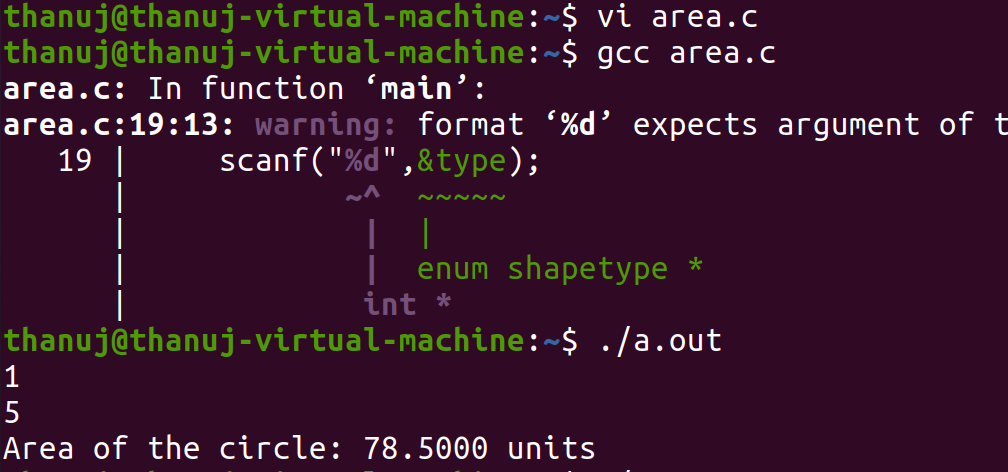 thanuj@thanuj-virtual-machine:~$ vi area.c
thanuj@thanuj-virtual-machine:~$ gcc area.c
area.c: In function ‘main’:
area.c:19:13: warning: format ‘%d’ expects argument of t
   19 |     scanf("%d",&type);
      |            ~^  ~~~~~
      |             |  |
      |             |  enum shapetype *
      |             int *
thanuj@thanuj-virtual-machine:~$ ./a.out
1
5
Area of the circle: 78.5000 units